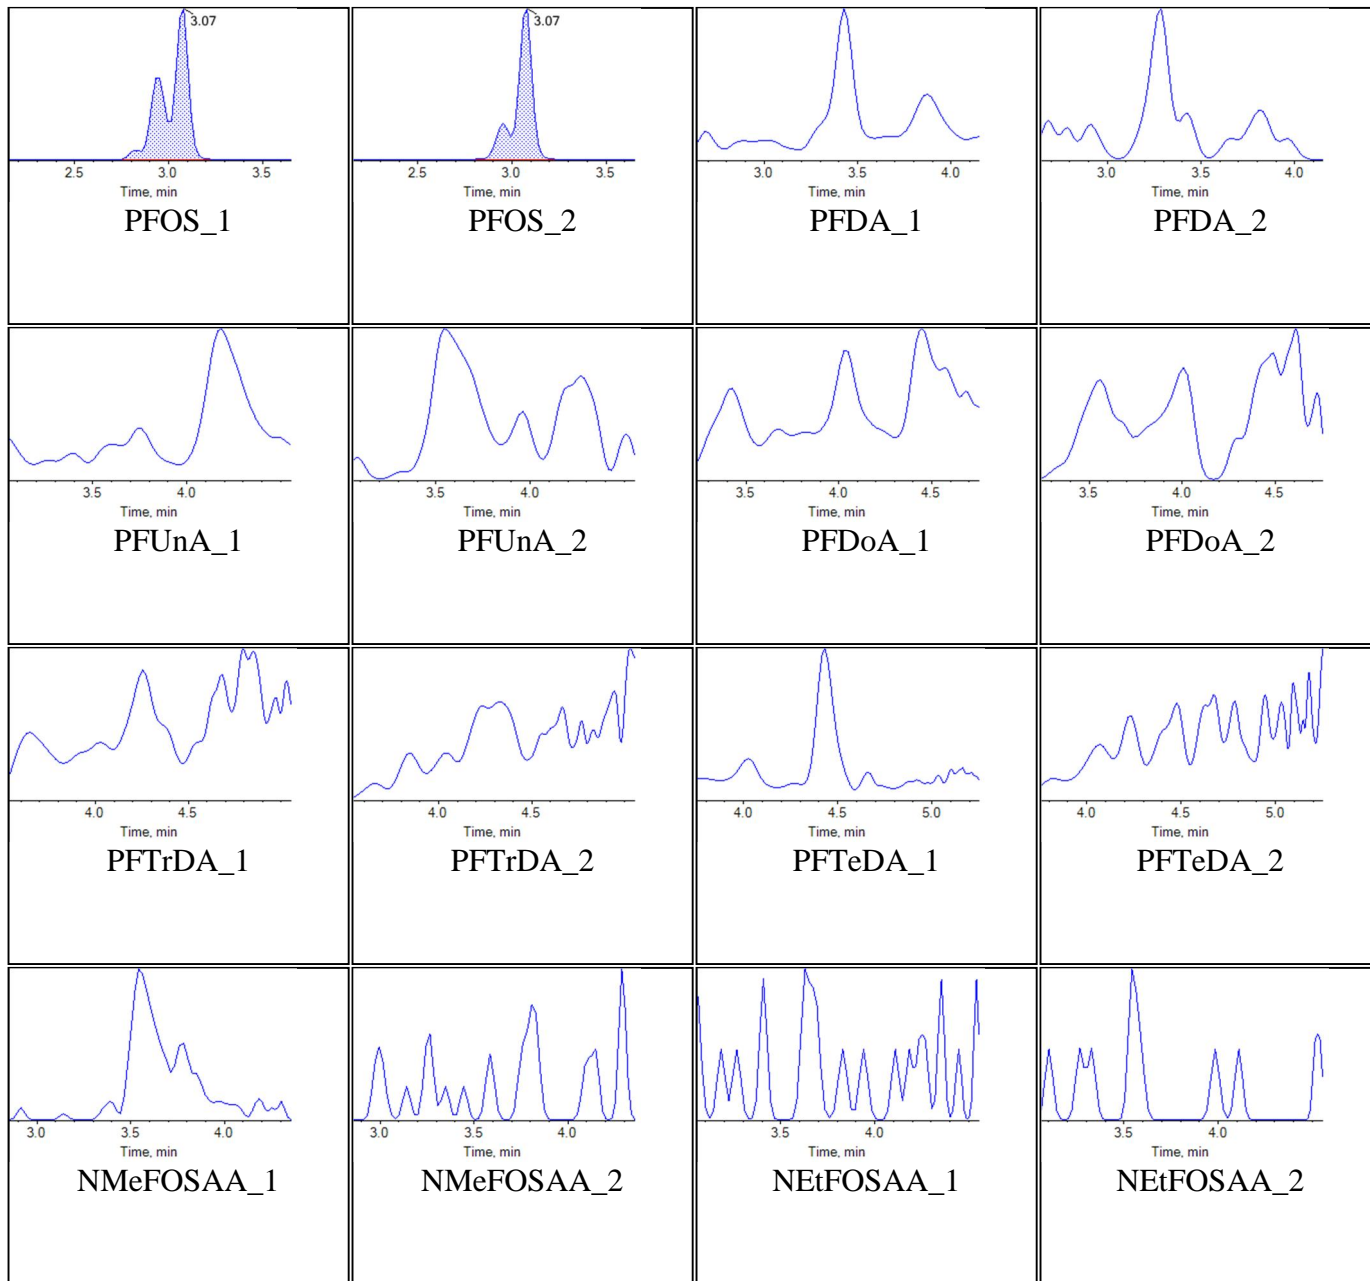 3.07
3.07
2.5 3.0 3.5
2.5 3.0 3.5
3.0 3.5 4.0
3.0 3.5 4.0
Time, min
Time, min
Time, min
Time, min
PFOS_1
PFOS_2
PFDA_1
PFDA_2
3.5 4.0
3.5 4.0
3.5 4.0 4.5
3.5 4.0 4.5
Time, min
Time, min
Time, min
Time, min
PFUnA_1
PFUnA_2
PFDoA_1
PFDoA_2
4.0 4.5
4.0 4.5
4.0 4.5 5.0
4.0 4.5 5.0
Time, min
Time, min
Time, min
Time, min
PFTrDA_1
PFTrDA_2
PFTeDA_1
PFTeDA_2
3.0 3.5 4.0
3.0 3.5 4.0
3.5 4.0
3.5 4.0
Time, min
Time, min
Time, min
Time, min
NMeFOSAA_1
NMeFOSAA_2
NEtFOSAA_1
NEtFOSAA_2